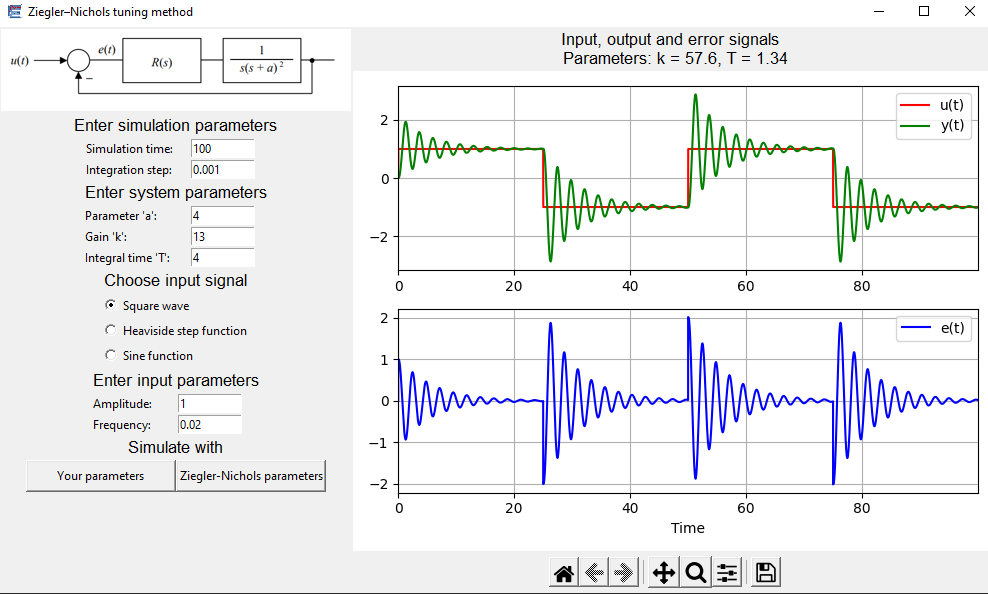 Ziegler–Nichols tuning method
u(t)
e(t)
R(s)
1
s(s + a)²
−
Enter simulation parameters
Simulation time: 100
Integration step: 0.001
Enter system parameters
Parameter 'a': 4
Gain 'k': 13
Integral time 'T': 4
Choose input signal
Square wave
Heaviside step function
Sine function
Enter input parameters
Amplitude: 1
Frequency: 0.02
Simulate with
Your parameters
Ziegler-Nichols parameters
Input, output and error signals
Parameters: k = 57.6, T = 1.34
u(t)
y(t)
2
0
−2
0 20 40 60 80
e(t)
2
1
0
−1
−2
0 20 40 60 80
Time